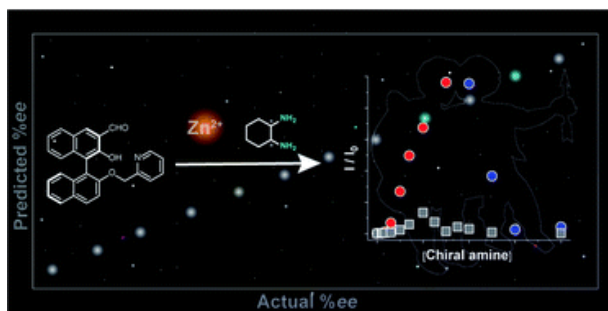 Predicted %ee
CHO
OH
O
N
Zn²⁺
NH₂
NH₂
I / I₀
[Chiral amine]
Actual %ee